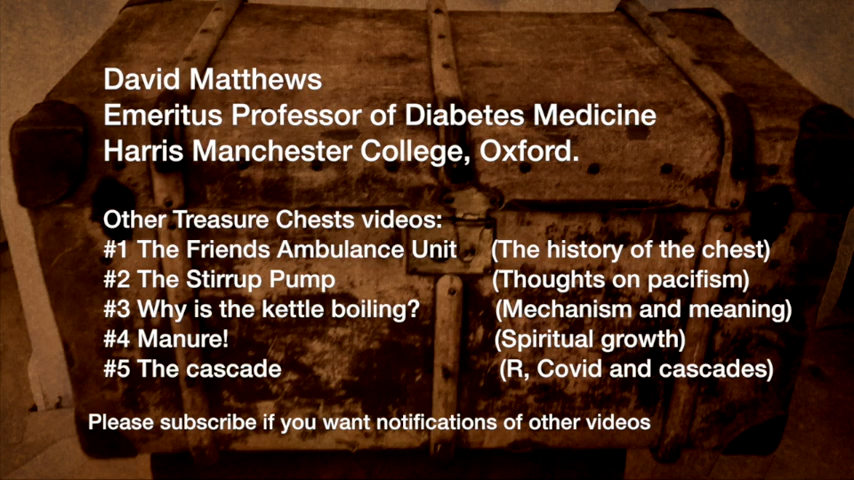 David Matthews
Emeritus Professor of Diabetes Medicine
Harris Manchester College, Oxford.
Other Treasure Chests videos:
#1 The Friends Ambulance Unit (The history of the chest)
#2 The Stirrup Pump (Thoughts on pacifism)
#3 Why is the kettle boiling? (Mechanism and meaning)
#4 Manure! (Spiritual growth)
#5 The cascade (R, Covid and cascades)
Please subscribe if you want notifications of other videos